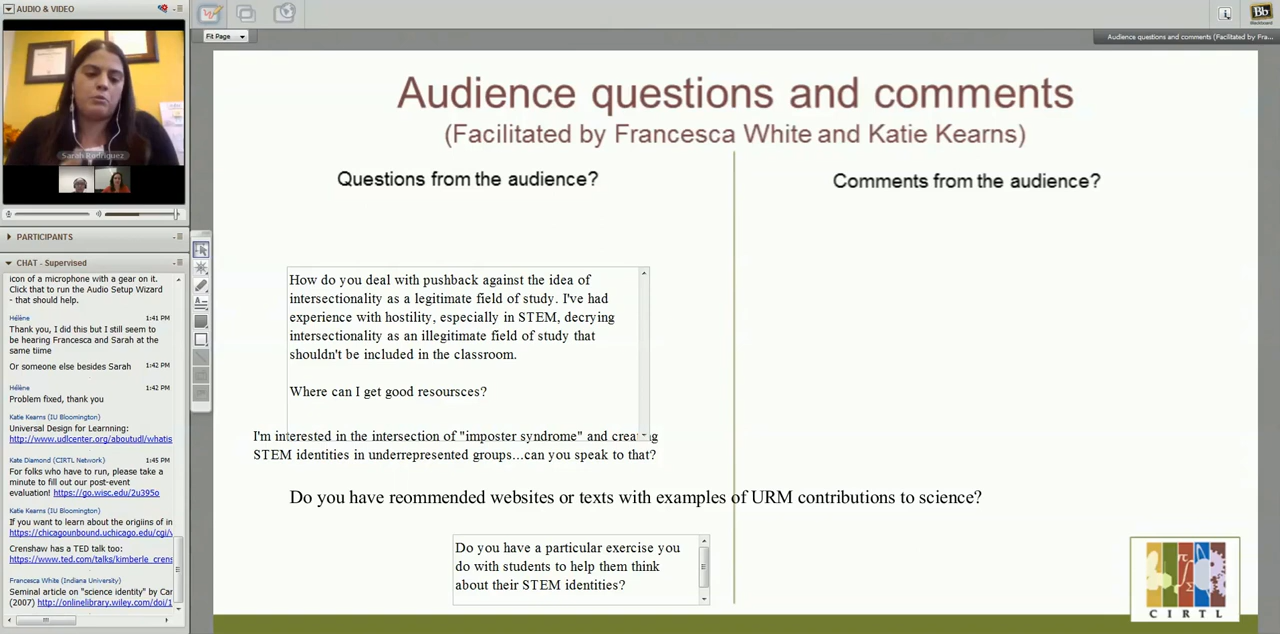 AUDIO & VIDEO
Sarah Rodriguez
PARTICIPANTS
CHAT - Supervised
icon of a microphone with a gear on it.
Click that to run the Audio Setup Wizard
- that should help.
Hélène 1:41 PM
Thank you, I did this but I still seem to
be hearing Francesca and Sarah at the
same tiime
Or someone else besides Sarah 1:42 PM
Hélène 1:42 PM
Problem fixed, thank you
Katie Kearns (IU Bloomington)
Universal Design for Learnning:
http://www.udlcenter.org/aboutudl/whatis
Kate Diamond (CIRTL Network) 1:45 PM
For folks who have to run, please take a
minute to fill out our post-event
evaluation! https://go.wisc.edu/2u395o
Katie Kearns (IU Bloomington)
If you want to learn about the origiins of in
https://chicagounbound.uchicago.edu/cgi/v
Crenshaw has a TED talk too:
https://www.ted.com/talks/kimberle_crens
Francesca White (Indiana University)
Seminal article on "science identity" by Car
(2007) http://onlinelibrary.wiley.com/doi/1
Fit Page
Bb
Blackboard
Audience questions and comments (Facilitated by Fra...
Audience questions and comments
(Facilitated by Francesca White and Katie Kearns)
Questions from the audience?
Comments from the audience?
How do you deal with pushback against the idea of
intersectionality as a legitimate field of study. I've had
experience with hostility, especially in STEM, decrying
intersectionality as an illegitimate field of study that
shouldn't be included in the classroom.
Where can I get good resoursces?
I'm interested in the intersection of "imposter syndrome" and creating
STEM identities in underrepresented groups...can you speak to that?
Do you have reommended websites or texts with examples of URM contributions to science?
Do you have a particular exercise you
do with students to help them think
about their STEM identities?
CIRTL